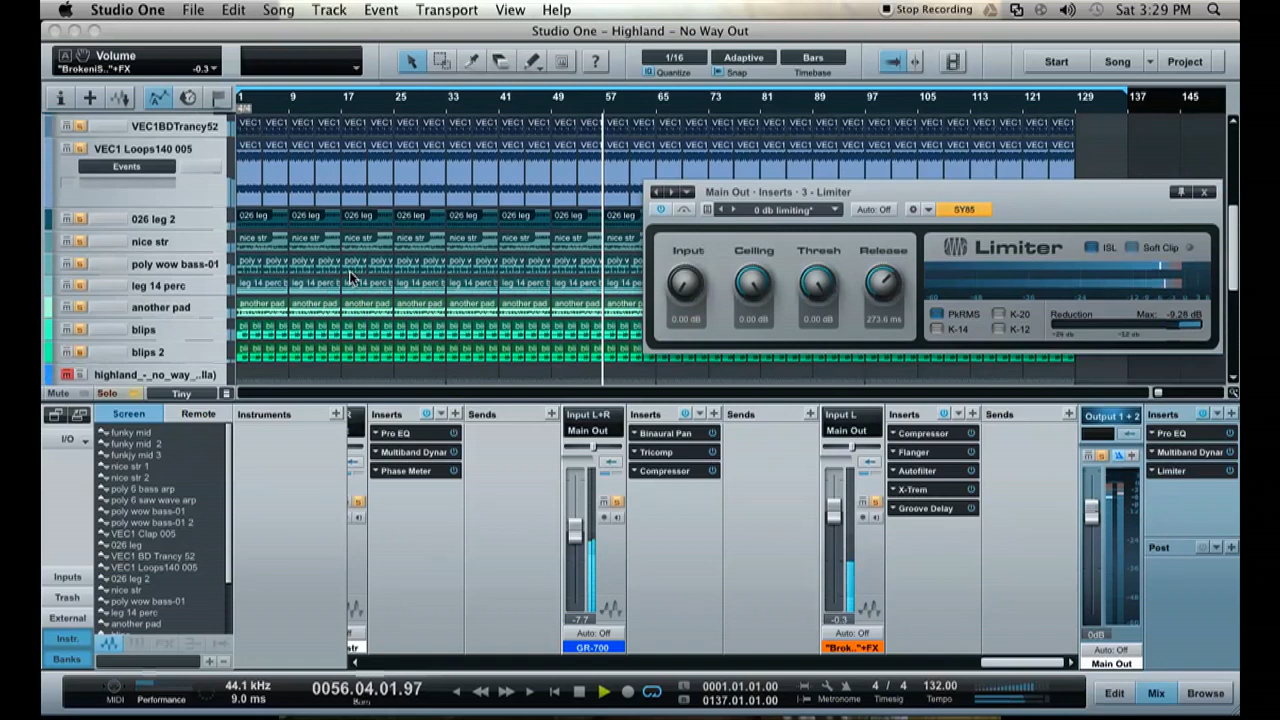 Studio One File Edit Song Track Event Transport View Help Stop Recording Sat 3:29 PM
Studio One - Highland - No Way Out
Volume
"BrokeniS.."+FX -0.3
1/16 Adaptive Bars
Quantize Snap Timebase
Start Song Project
1 9 17 25 33 41 49 57 65 73 81 89 97 105 113 121 129 137 145
4/4
VEC1BDTrancy52
VEC1 Loops140 005
Events
026 leg 2
nice str
poly wow bass-01
leg 14 perc
another pad
blips
blips 2
highland_-_no_way_..lla)
Mute Solo Tiny
Main Out · Inserts · 3 - Limiter
0 db limiting* Auto: Off SY85
Input Ceiling Thresh Release
0.00 dB 0.00 dB 0.00 dB 273.6 ms
Limiter ISL Soft Clip
PkRMS K-20
K-14 K-12
Reduction Max: -9.26 dB
Screen Remote
I/O
funky mid
funky mid 2
funkjy mid 3
nice str 1
nice str 2
poly 6 bass arp
poly 6 saw wave arp
poly wow bass-01
poly wow bass-01 2
VEC1 Clap 005
026 leg
VEC1 BD Trancy 52
VEC1 Loops140 005
026 leg 2
nice str
poly wow bass-01
leg 14 perc
another pad
Inputs
Trash
External
Instr.
Banks
Instruments
Inserts Sends
Pro EQ
Multiband Dynar
Phase Meter
Input L+R
Main Out
-7.7
Auto: Off
GR-700
Inserts Sends
Binaural Pan
Tricomp
Compressor
Input L
Main Out
-0.3
Auto: Off
"Brok.."+FX
Inserts Sends
Compressor
Flanger
Autofilter
X-Trem
Groove Delay
Output 1 + 2
0dB
Auto: Off
Main Out
Inserts
Pro EQ
Multiband Dynar
Limiter
Post
MIDI Performance
44.1 kHz
9.0 ms
0056.04.01.97
Bars
L 0001.01.01.00
R 0137.01.01.00
Metronome
4 / 4
Timesig
132.00
Tempo
Edit Mix Browse